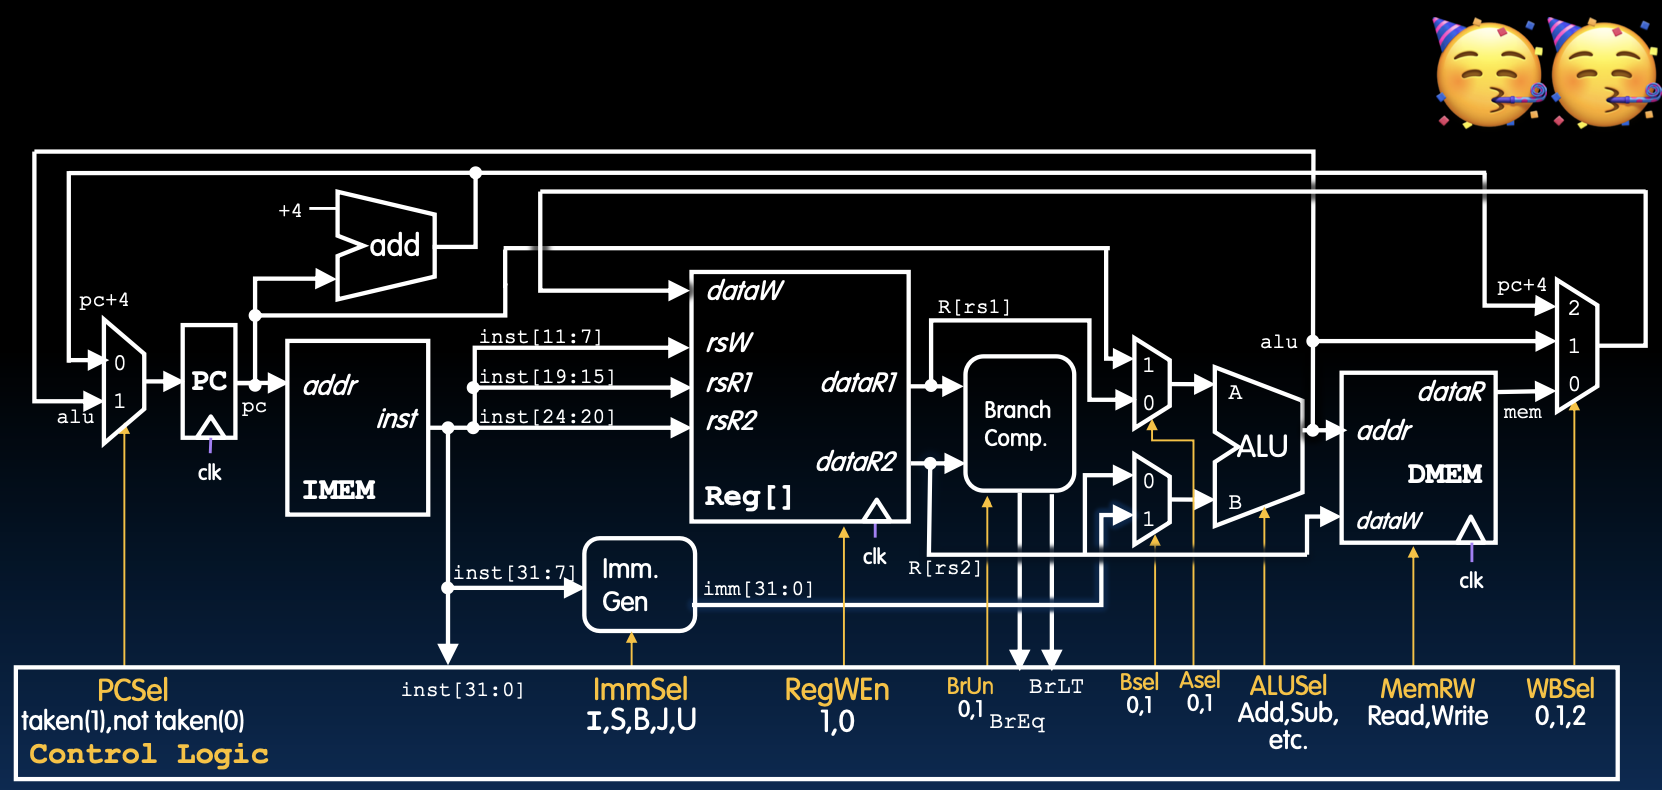 +4
add
pc+4
0
1
alu
PC
clk
pc
addr
inst
IMEM
inst[11:7]
inst[19:15]
inst[24:20]
inst[31:7]
Imm.
Gen
imm[31:0]
dataW
rsW
rsR1
rsR2
dataR1
dataR2
Reg[]
clk
R[rs1]
R[rs2]
Branch
Comp.
1
0
0
1
A
ALU
B
alu
addr
dataR
DMEM
dataW
clk
mem
pc+4
2
1
0
PCSel
taken(1),not taken(0)
Control Logic
inst[31:0]
ImmSel
I,S,B,J,U
RegWEn
1,0
BrUn
0,1
BrEq
BrLT
Bsel
0,1
Asel
0,1
ALUSel
Add,Sub,
etc.
MemRW
Read,Write
WBSel
0,1,2